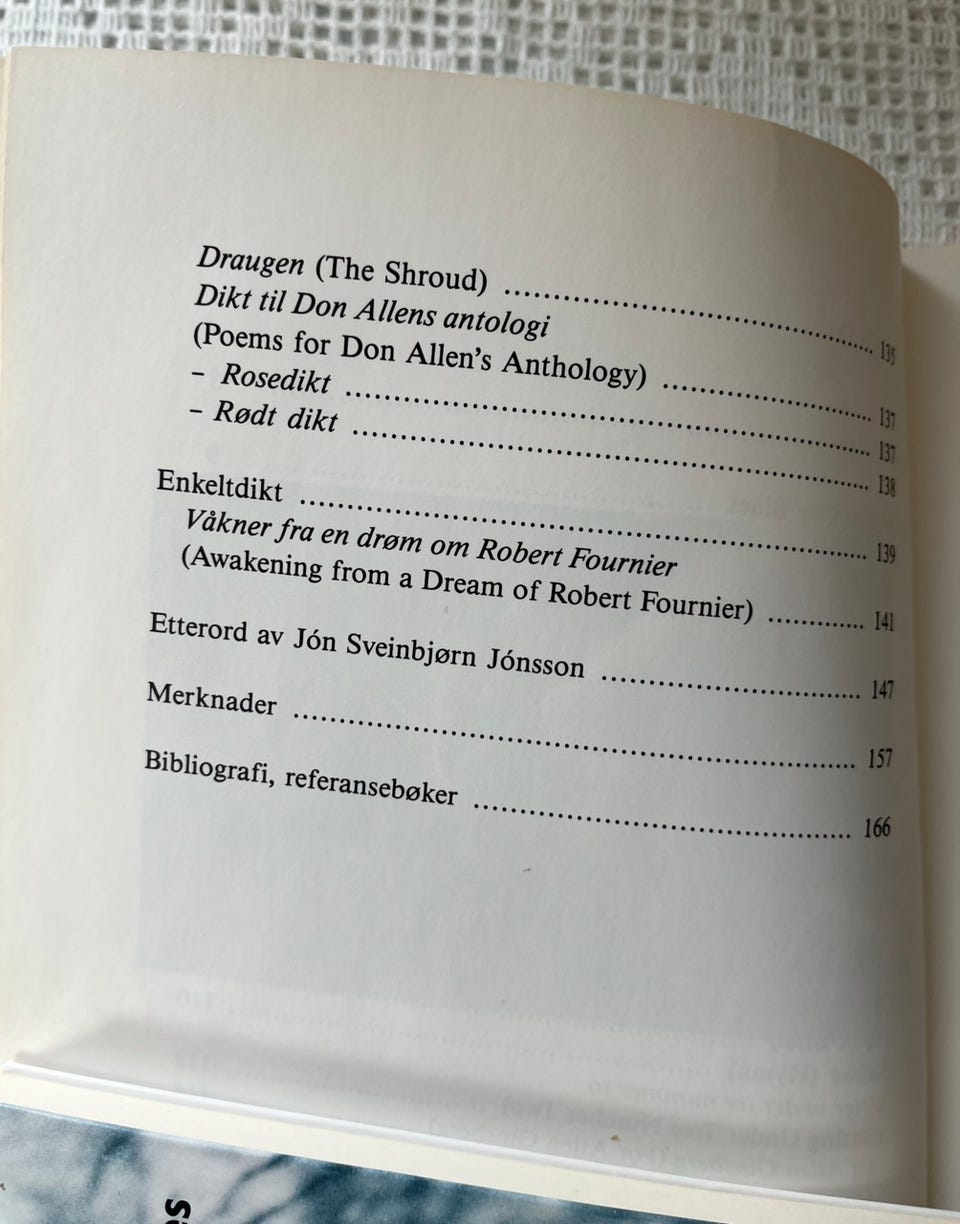 Draugen (The Shroud) ........................................ 135
Dikt til Don Allens antologi
(Poems for Don Allen's Anthology) ........................ 137
– Rosedikt ........................................................ 137
– Rødt dikt ....................................................... 138
Enkeltdikt ............................................................ 139
Våkner fra en drøm om Robert Fournier
(Awakening from a Dream of Robert Fournier) ............ 141
Etterord av Jón Sveinbjørn Jónsson ............................ 147
Merknader ............................................................ 157
Bibliografi, referansebøker ........................................ 166